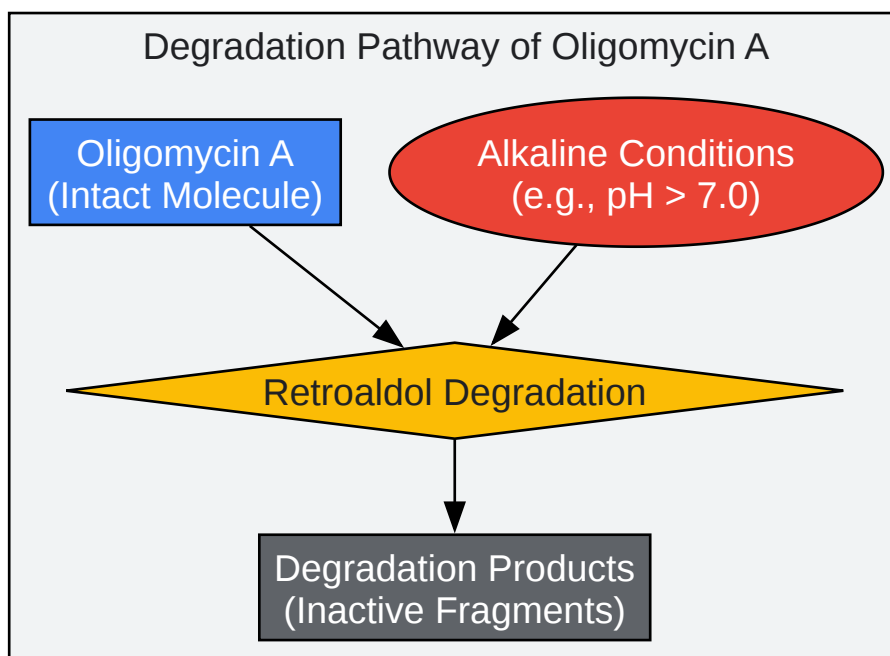 Degradation Pathway of Oligomycin A
Oligomycin A
(Intact Molecule)
Alkaline Conditions
(e.g., pH > 7.0)
Retroaldol Degradation
Degradation Products
(Inactive Fragments)